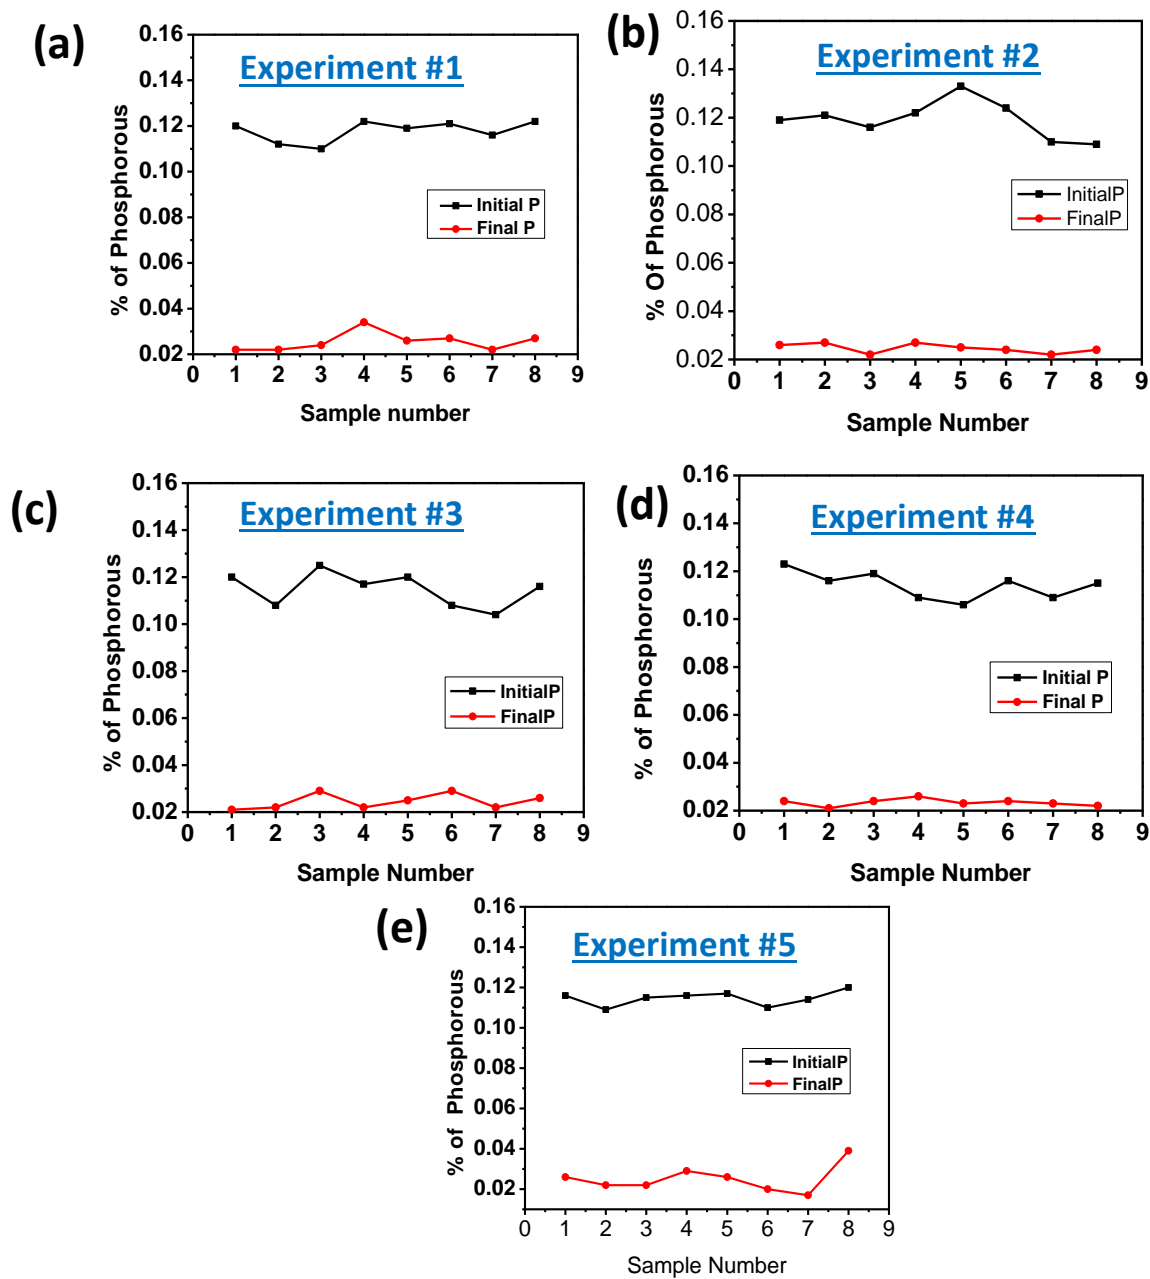 (a)
Experiment #1
% of Phosphorous
0.16
0.14
0.12
0.10
0.08
0.06
0.04
0.02
Initial P
Final P
0 1 2 3 4 5 6 7 8 9
Sample number
(b)
Experiment #2
% Of Phosphorous
0.16
0.14
0.12
0.10
0.08
0.06
0.04
0.02
InitialP
FinalP
0 1 2 3 4 5 6 7 8 9
Sample Number
(c)
Experiment #3
% of Phosphorous
0.16
0.14
0.12
0.10
0.08
0.06
0.04
0.02
InitialP
FinalP
0 1 2 3 4 5 6 7 8 9
Sample Number
(d)
Experiment #4
% of Phosphorous
0.16
0.14
0.12
0.10
0.08
0.06
0.04
0.02
Initial P
Final P
0 1 2 3 4 5 6 7 8 9
Sample Number
(e)
Experiment #5
% of Phosphorous
0.16
0.14
0.12
0.10
0.08
0.06
0.04
0.02
InitialP
FinalP
0 1 2 3 4 5 6 7 8 9
Sample Number